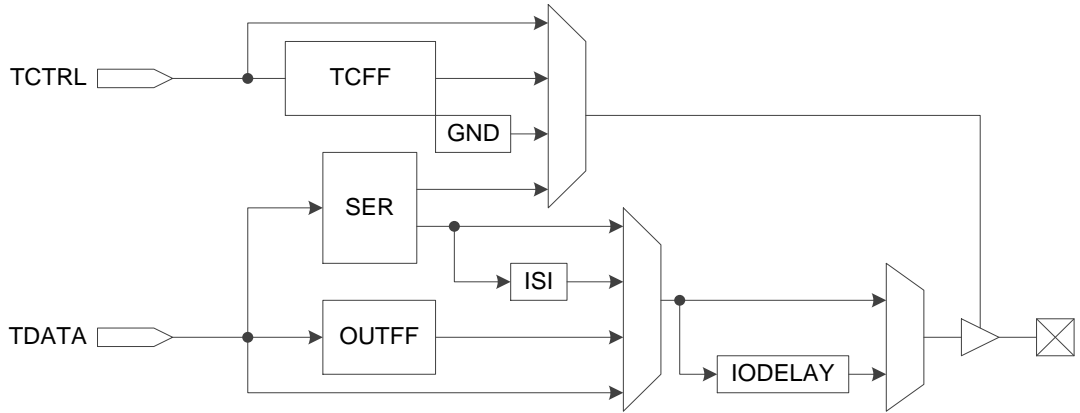 TCTRL
TCFF
GND
SER
ISI
TDATA
OUTFF
IODELAY